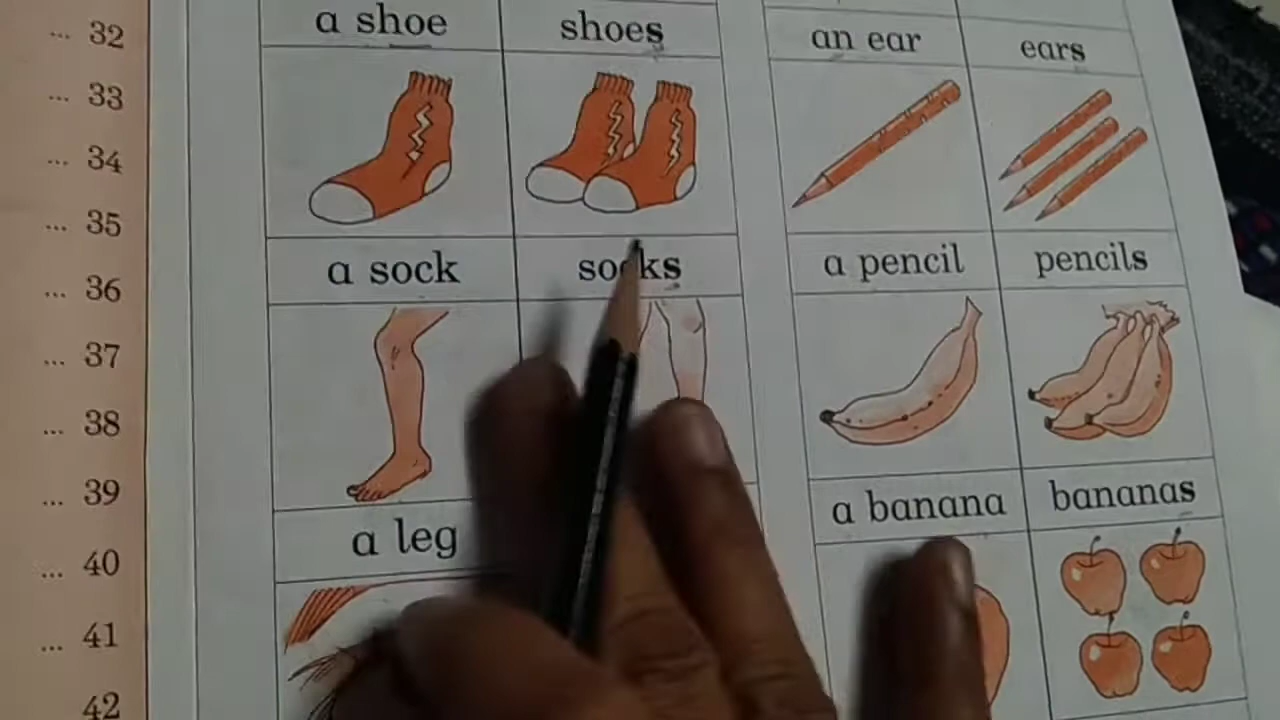 ... 32
... 33
... 34
... 35
... 36
... 37
... 38
... 39
... 40
... 41
42
a shoe shoes
a sock socks
a leg
an ear ears
a pencil pencils
a banana bananas